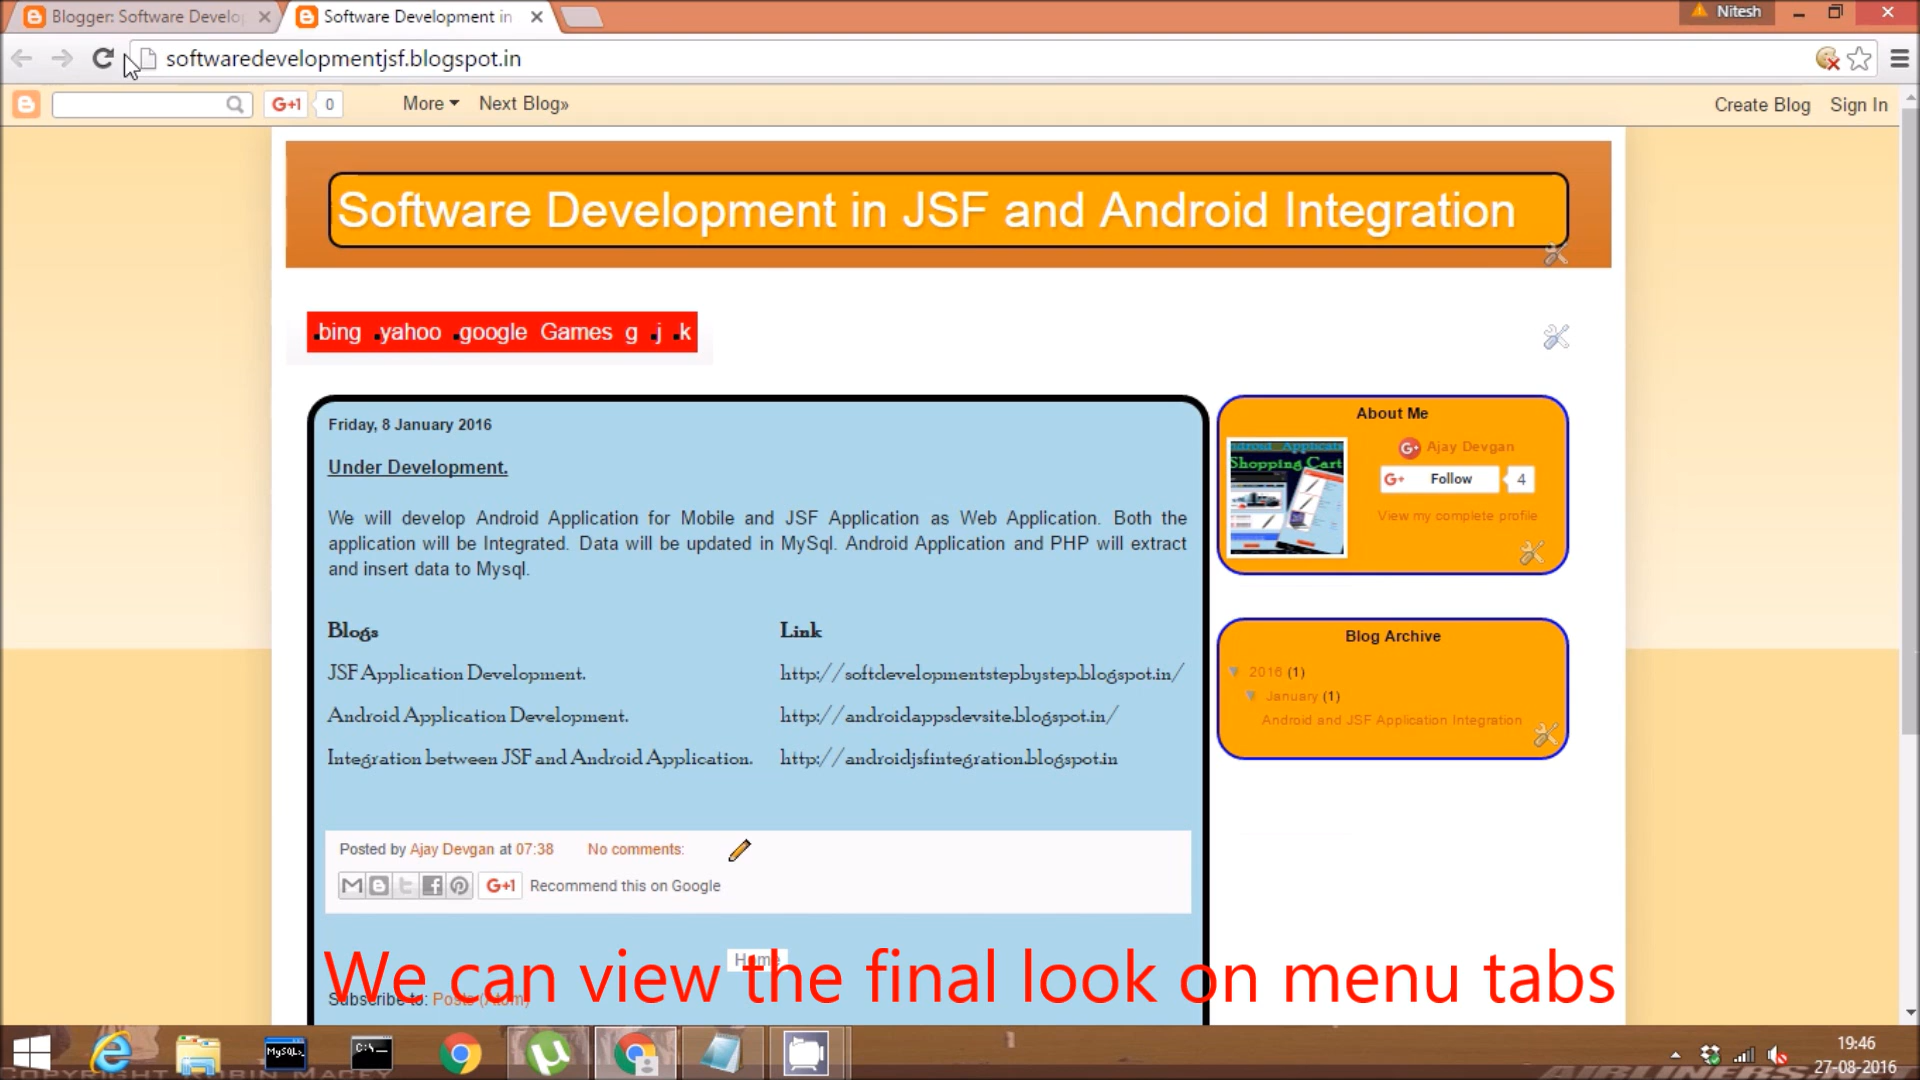 Blogger: Software Develo
Software Development in
Nitesh
softwaredevelopmentjsf.blogspot.in
G+1 0
More
Next Blog»
Create Blog
Sign In
Software Development in JSF and Android Integration
.bing .yahoo .google Games g .j .k
Friday, 8 January 2016
Under Development.
We will develop Android Application for Mobile and JSF Application as Web Application. Both the
application will be Integrated. Data will be updated in MySql. Android Application and PHP will extract
and insert data to Mysql.
Blogs Link
JSF Application Development. http://softdevelopmentstepbystep.blogspot.in/
Android Application Development. http://androidappsdevsite.blogspot.in/
Integration between JSF and Android Application. http://androidjsfintegration.blogspot.in
Posted by Ajay Devgan at 07:38 No comments:
G+1 Recommend this on Google
Home
Subscribe to: Posts (Atom)
About Me
Shopping Cart
Ajay Devgan
G+ Follow 4
View my complete profile
Blog Archive
2016 (1)
January (1)
Android and JSF Application Integration
We can view the final look on menu tabs
MySQL
C:\
19:46
27-08-2016